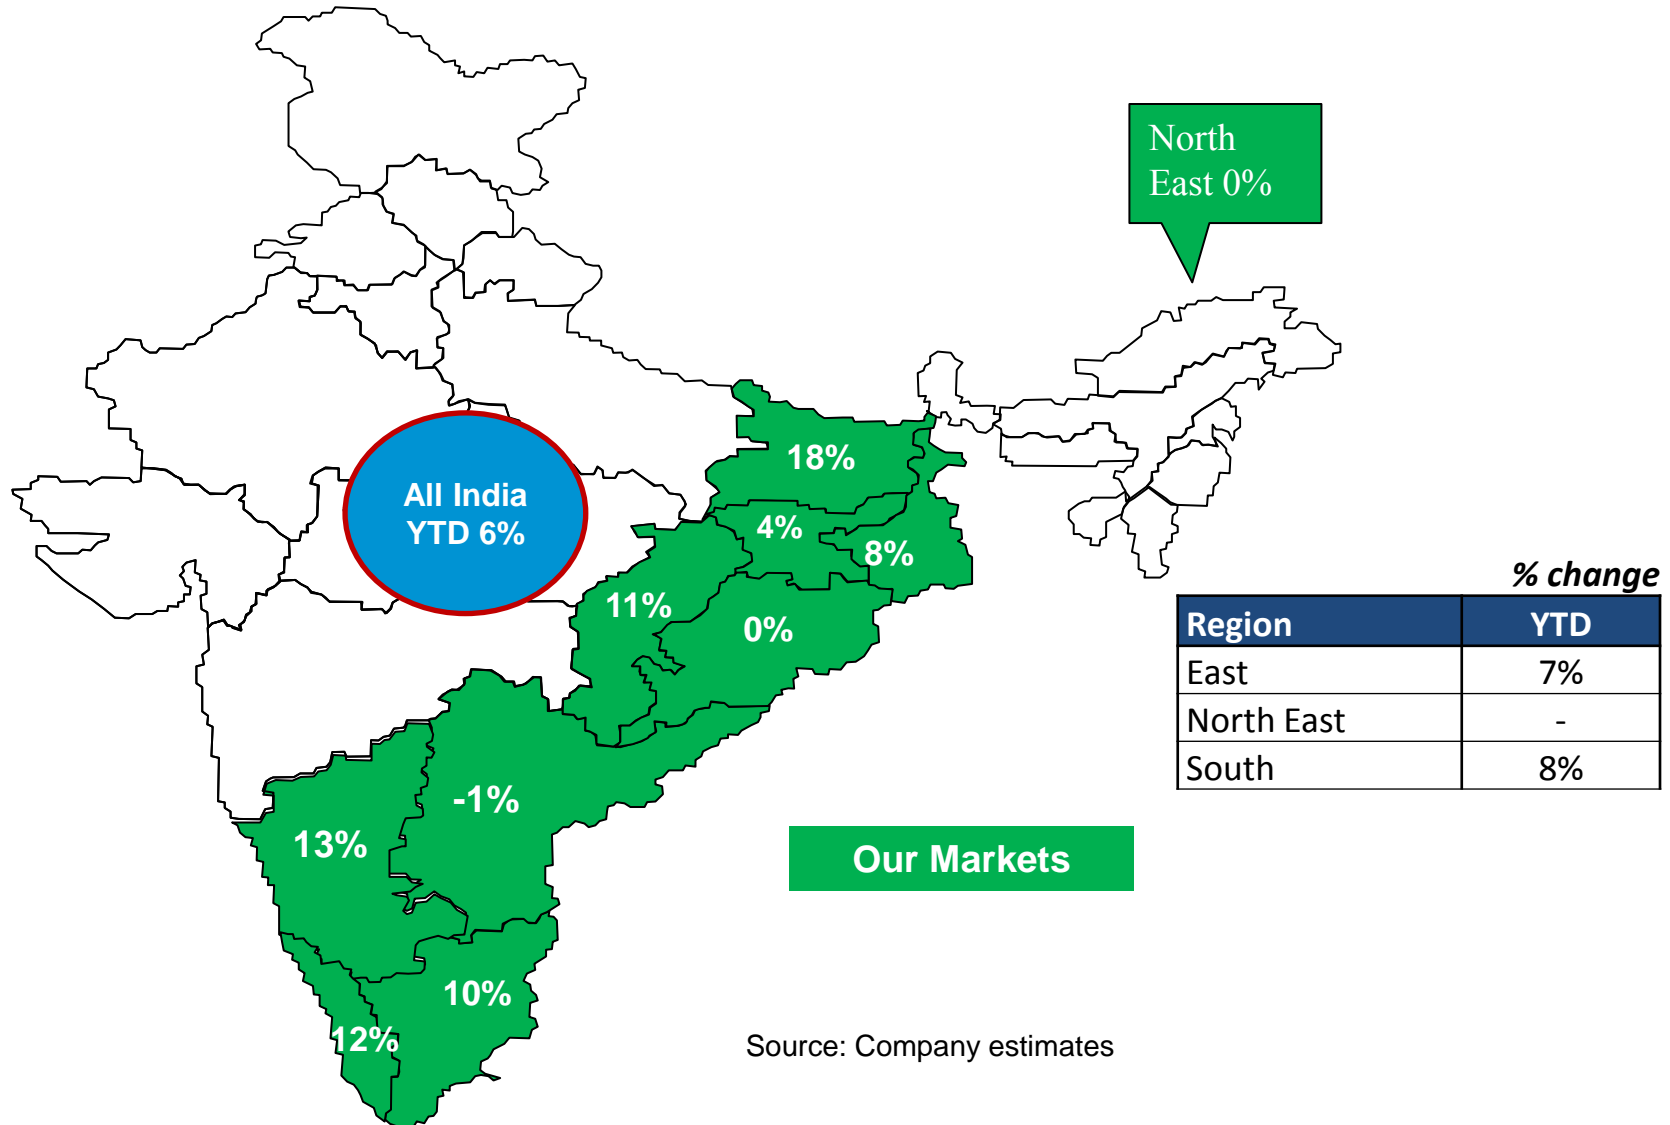 North
East 0%
18%
All India
YTD 6%
4%
8%
11%
0%
% change
Region YTD
East 7%
North East -
South 8%
-1%
13%
Our Markets
10%
12%
Source: Company estimates